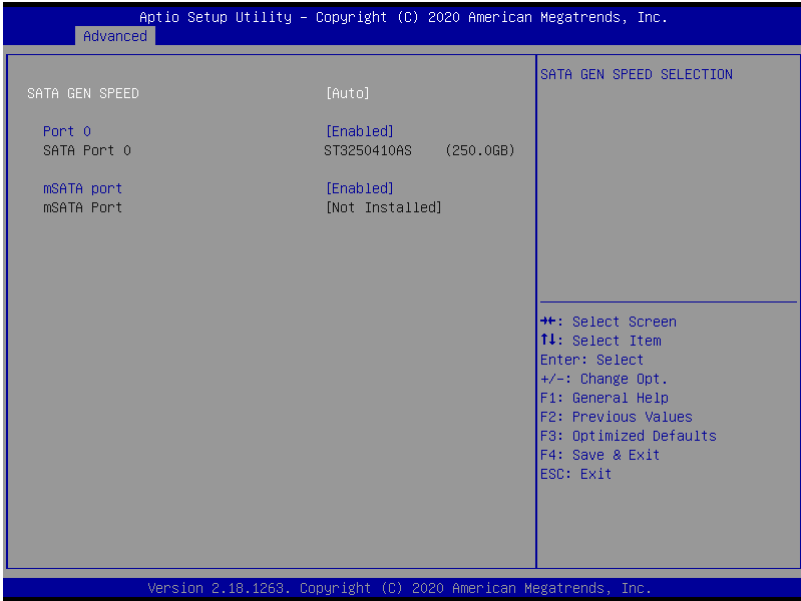 Aptio Setup Utility – Copyright (C) 2020 American Megatrends, Inc.
Advanced
SATA GEN SPEED [Auto]
Port 0 [Enabled]
SATA Port 0 ST3250410AS (250.0GB)
mSATA port [Enabled]
mSATA Port [Not Installed]
SATA GEN SPEED SELECTION
→←: Select Screen
↑↓: Select Item
Enter: Select
+/-: Change Opt.
F1: General Help
F2: Previous Values
F3: Optimized Defaults
F4: Save & Exit
ESC: Exit
Version 2.18.1263. Copyright (C) 2020 American Megatrends, Inc.